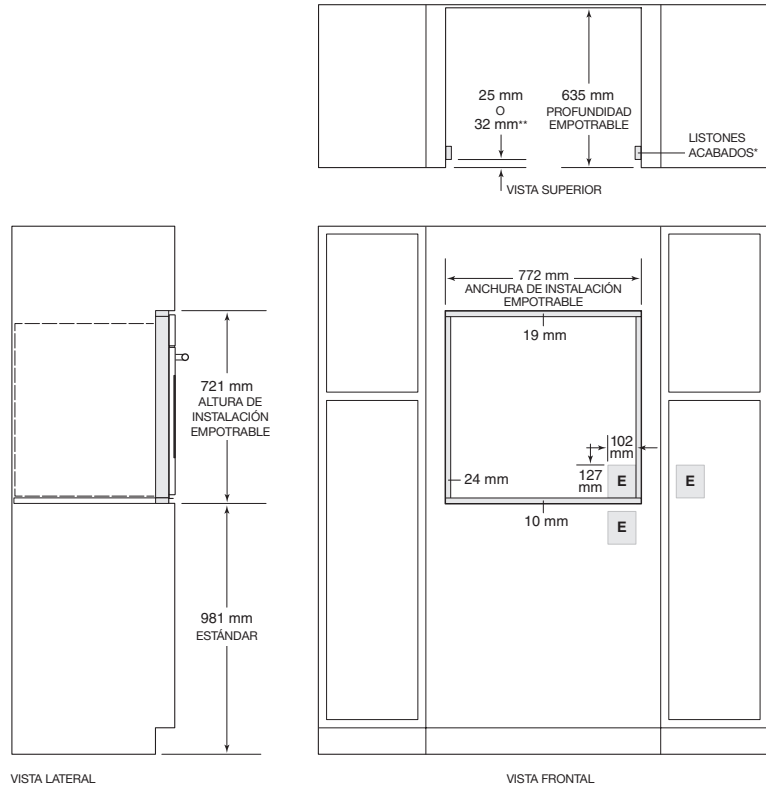 25 mm
O
32 mm**
635 mm
PROFUNDIDAD
EMPOTRABLE
LISTONES
ACABADOS*
VISTA SUPERIOR
772 mm
ANCHURA DE INSTALACIÓN
EMPOTRABLE
19 mm
721 mm
ALTURA DE
INSTALACIÓN
EMPOTRABLE
102
mm
127
mm
E
E
24 mm
10 mm
E
981 mm
ESTÁNDAR
VISTA LATERAL
VISTA FRONTAL